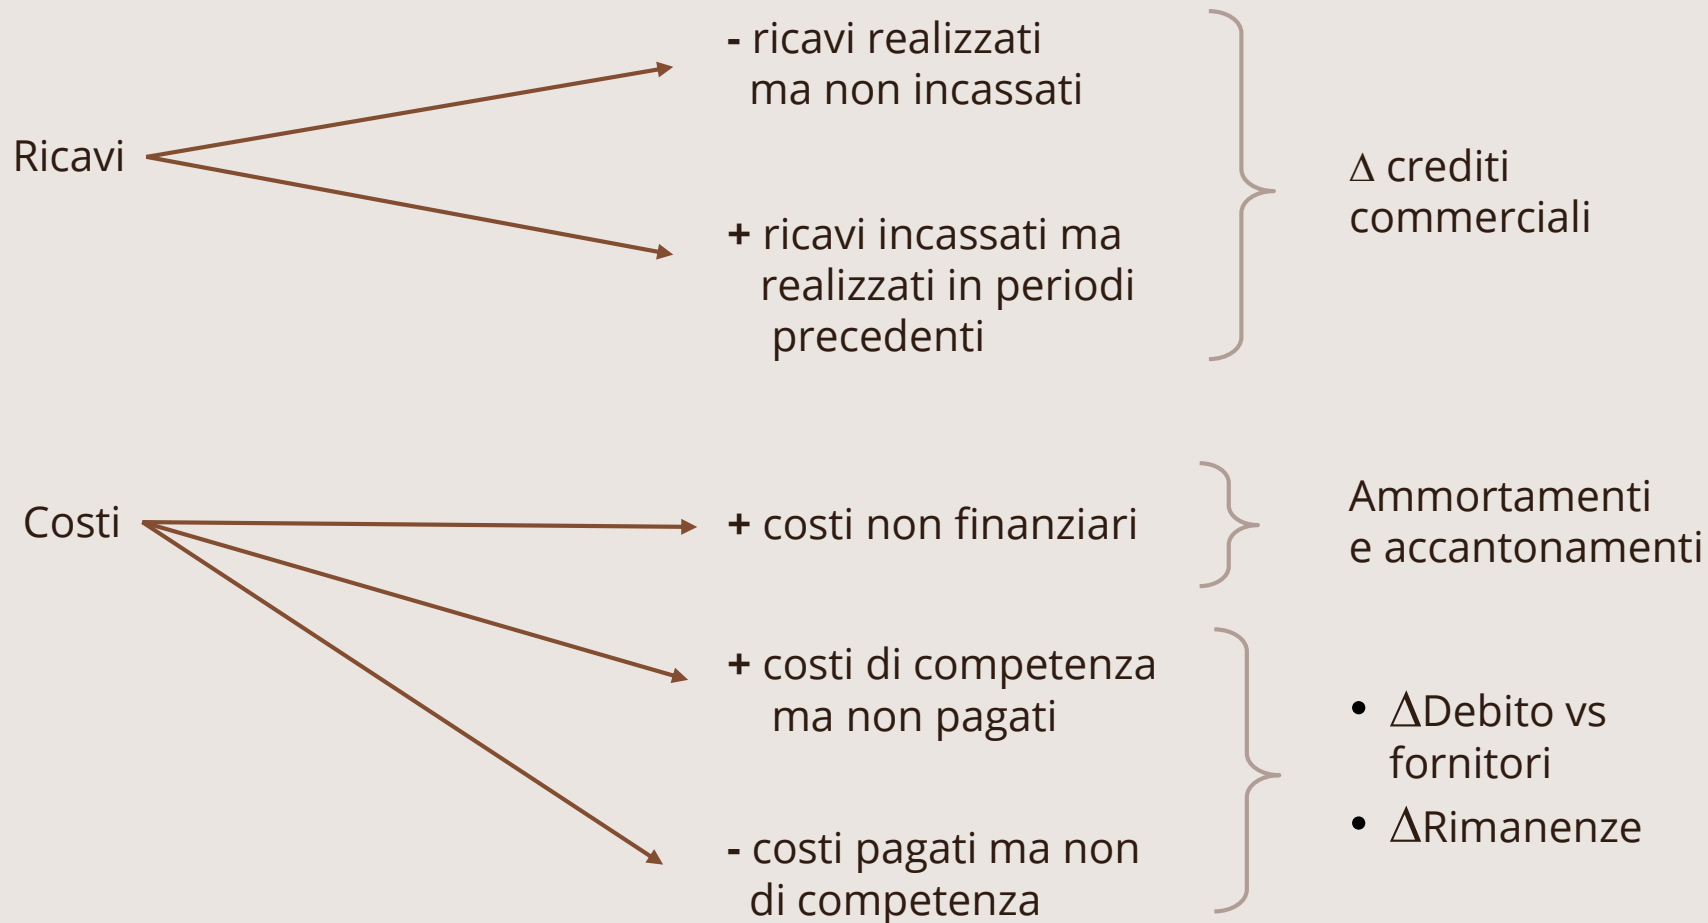 Ricavi
- ricavi realizzati
ma non incassati
+ ricavi incassati ma
realizzati in periodi
precedenti
Δ crediti
commerciali
Costi
+ costi non finanziari
Ammortamenti
e accantonamenti
+ costi di competenza
ma non pagati
- costi pagati ma non
di competenza
• ΔDebito vs
fornitori
• ΔRimanenze